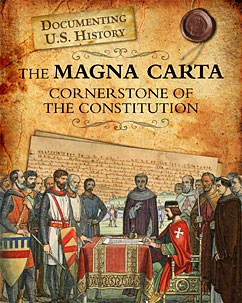 DOCUMENTING
U.S. HISTORY
THE MAGNA CARTA
CORNERSTONE OF
THE CONSTITUTION